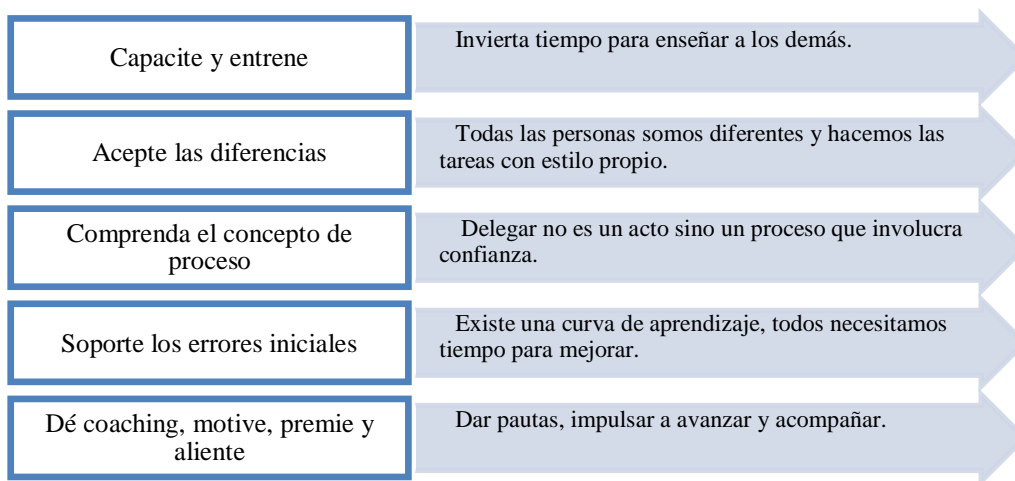 Capacite y entrene
Invierta tiempo para enseñar a los demás.
Acepte las diferencias
Todas las personas somos diferentes y hacemos las
tareas con estilo propio.
Comprenda el concepto de
proceso
Delegar no es un acto sino un proceso que involucra
confianza.
Soporte los errores iniciales
Existe una curva de aprendizaje, todos necesitamos
tiempo para mejorar.
Dé coaching, motive, premie y
aliente
Dar pautas, impulsar a avanzar y acompañar.